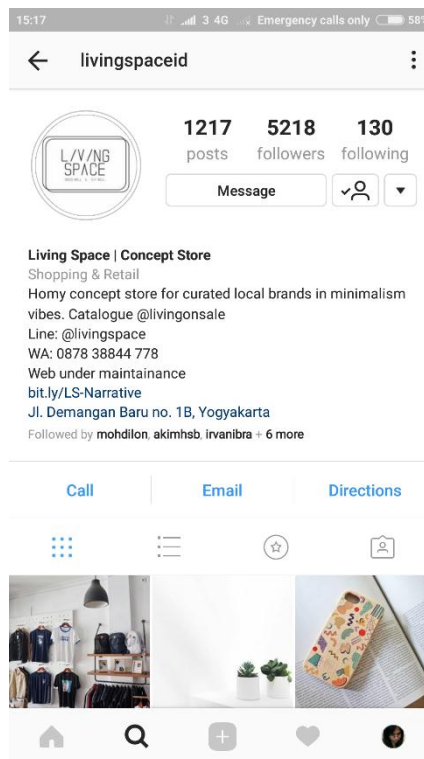 15:17 3 4G Emergency calls only 58%
livingspaceid
1217 5218 130
posts followers following
L/V/NG
SPACE
Message
Living Space | Concept Store
Shopping & Retail
Homy concept store for curated local brands in minimalism
vibes. Catalogue @livingonsale
Line: @livingspace
WA: 0878 38844 778
Web under maintainance
bit.ly/LS-Narrative
Jl. Demangan Baru no. 1B, Yogyakarta
Followed by mohdilon, akimhsb, irvanibra + 6 more
Call Email Directions